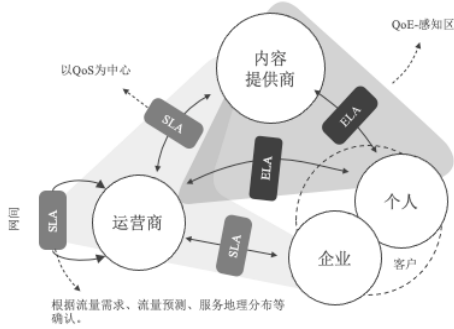 QoE-感知区
内容
提供商
以QoS为中心
SLA
ELA
ELA
个人
网间
SLA
运营商
SLA
企业
客户
根据流量需求、流量预测、服务地理分布等
确认。